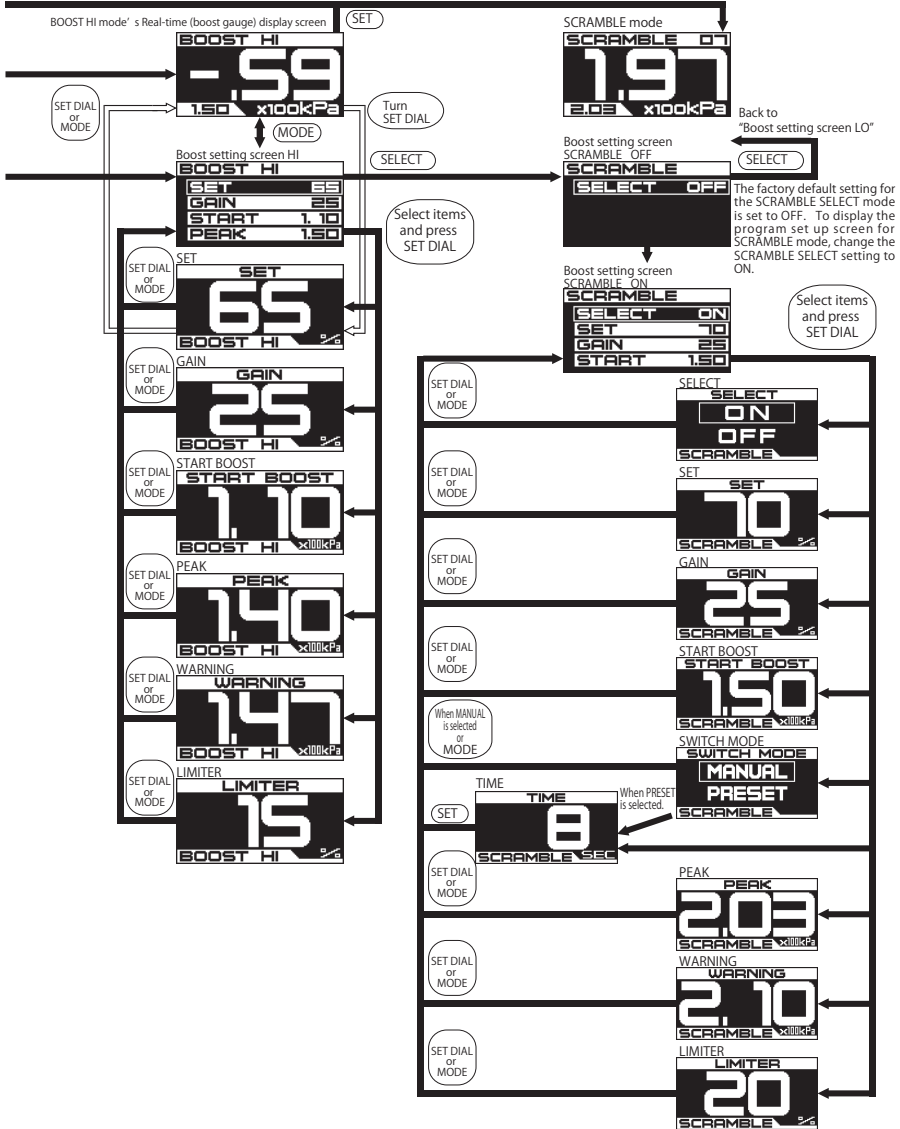 BOOST HI mode' s Real-time (boost gauge) display screen
SET
BOOST HI
-.59
1.50 x100kPa
SET DIAL
or
MODE
Turn
SET DIAL
MODE
SCRAMBLE mode
SCRAMBLE 07
1.97
2.03 x100kPa
Back to
"Boost setting screen LO"
Boost setting screen HI
BOOST HI
SET 65
GAIN 25
START 1. 10
PEAK 1.50
SELECT
Boost setting screen
SCRAMBLE OFF
SCRAMBLE
SELECT OFF
SELECT
The factory default setting for
the SCRAMBLE SELECT mode
is set to OFF. To display the
program set up screen for
SCRAMBLE mode, change the
SCRAMBLE SELECT setting to
ON.
Select items
and press
SET DIAL
SET DIAL
or
MODE
SET
SET
65
BOOST HI %
SET DIAL
or
MODE
GAIN
GAIN
25
BOOST HI %
SET DIAL
or
MODE
START BOOST
START BOOST
1. 10
BOOST HI x100kPa
SET DIAL
or
MODE
PEAK
PEAK
1.40
BOOST HI x100kPa
SET DIAL
or
MODE
WARNING
WARNING
1.47
BOOST HI x100kPa
SET DIAL
or
MODE
LIMITER
LIMITER
15
BOOST HI %
Boost setting screen
SCRAMBLE ON
SCRAMBLE
SELECT ON
SET 70
GAIN 25
START 1.50
Select items
and press
SET DIAL
SET DIAL
or
MODE
SELECT
SELECT
ON
OFF
SCRAMBLE
SET DIAL
or
MODE
SET
SET
70
SCRAMBLE %
SET DIAL
or
MODE
GAIN
GAIN
25
SCRAMBLE %
SET DIAL
or
MODE
START BOOST
START BOOST
1.50
SCRAMBLE x100kPa
When MANUAL
is selected
or
MODE
SWITCH MODE
SWITCH MODE
MANUAL
PRESET
SCRAMBLE
SET
TIME
TIME
8
SCRAMBLE SEC
When PRESET
is selected.
SET DIAL
or
MODE
PEAK
PEAK
2.03
SCRAMBLE x100kPa
SET DIAL
or
MODE
WARNING
WARNING
2. 10
SCRAMBLE x100kPa
SET DIAL
or
MODE
LIMITER
LIMITER
20
SCRAMBLE %